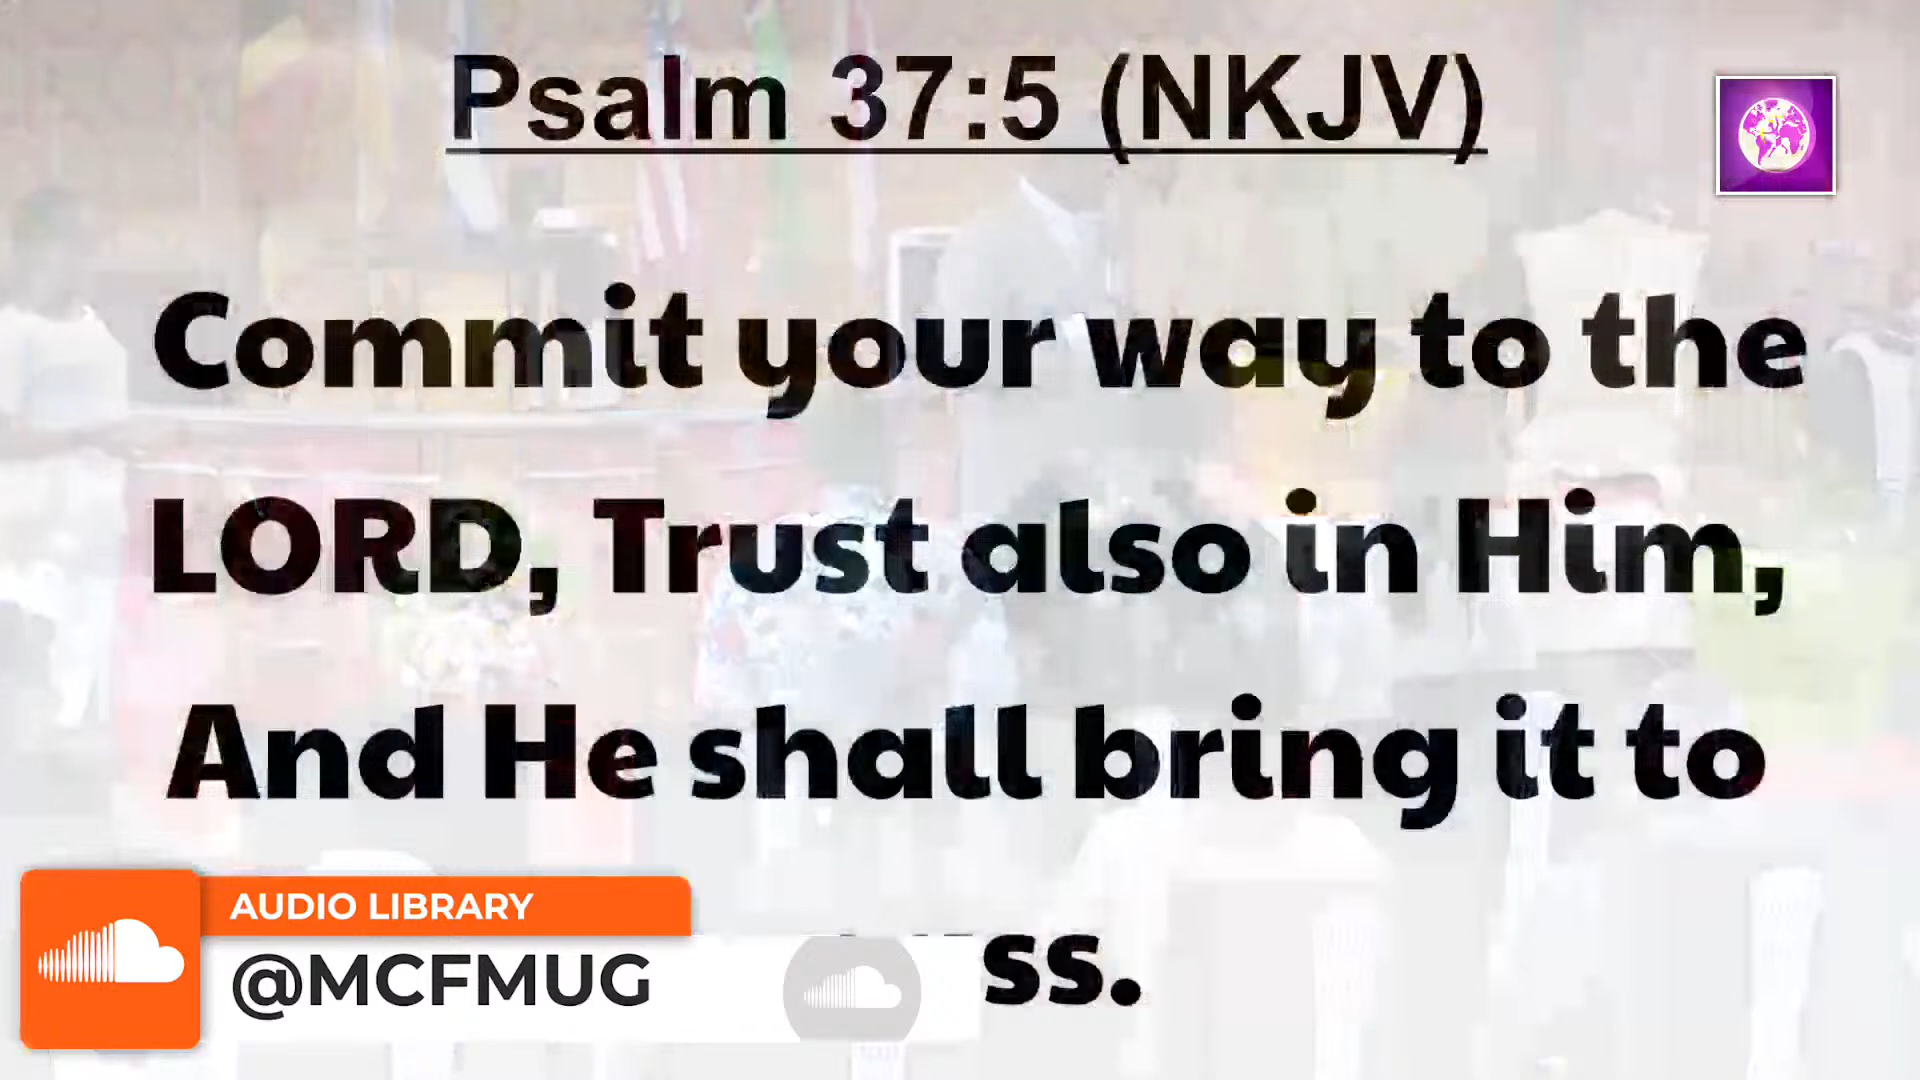 Psalm 37:5 (NKJV)
Commit your way to the
LORD, Trust also in Him,
And He shall bring it to
ss.
AUDIO LIBRARY
@MCFMUG